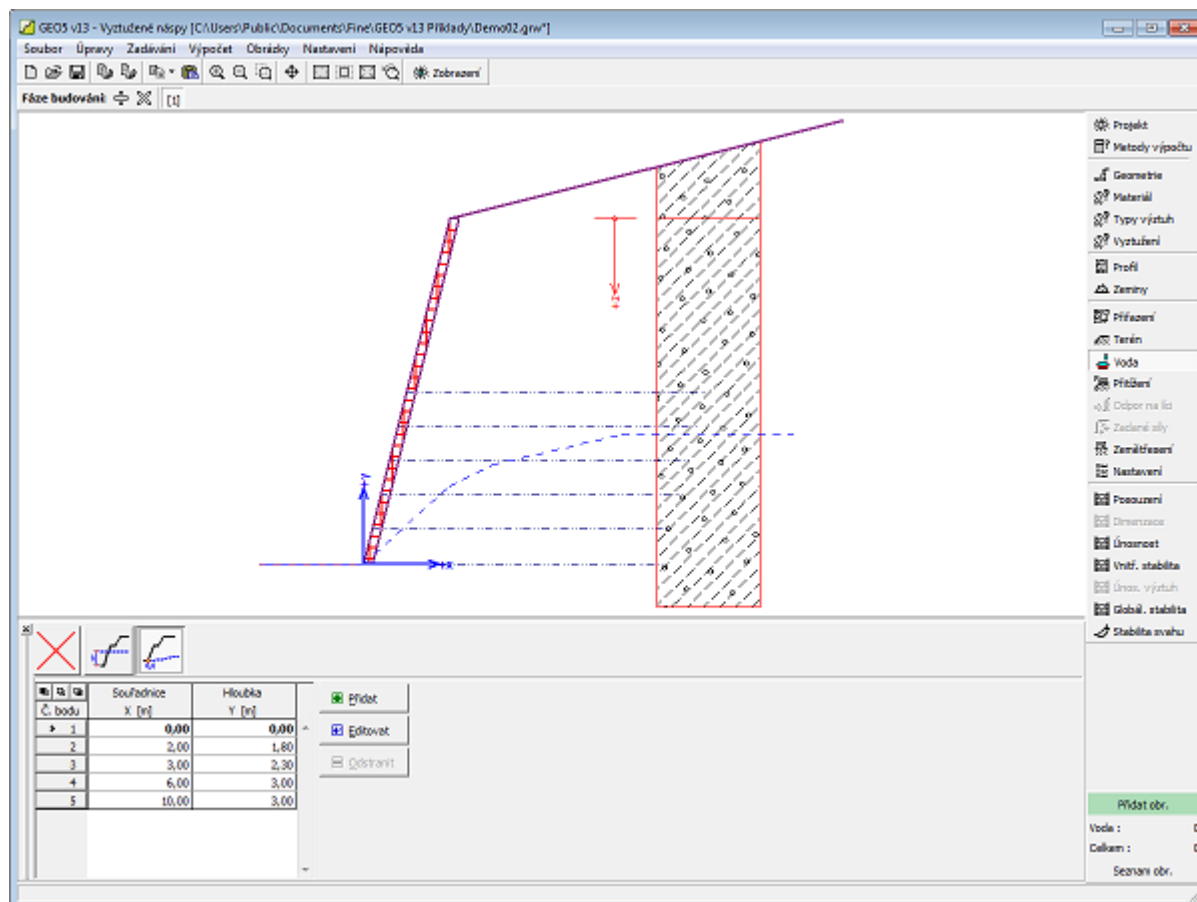 GEO5 v13 - Vyztužené náspy [C:\Users\Public\Documents\Fine\GEO5 v13 Příklady\Demo02.grw*]
Soubor Úpravy Zadávání Výpočet Obrázky Nastavení Nápověda
Zobrazení
Fáze budování: [1]
Projekt
Metody výpočtu
Geometrie
Materiál
Typy výztuh
Vyztužení
Profil
Zeminy
Přiřazení
Terén
Voda
Přitížení
Odpor na líci
Zadané síly
Zemětřesení
Nastavení
Posouzení
Dimenzace
Únosnost
Vnitř. stabilita
Únos. výztuh
Globál. stabilita
Stabilita svahu
+z
+y
+x
Souřadnice Hloubka
Č. bodu X [m] Y [m]
1 0,00 0,00
2 2,00 1,80
3 3,00 2,30
4 6,00 3,00
5 10,00 3,00
Přidat
Editovat
Odstranit
Přidat obr.
Voda :
Celkem :
Seznam obr.